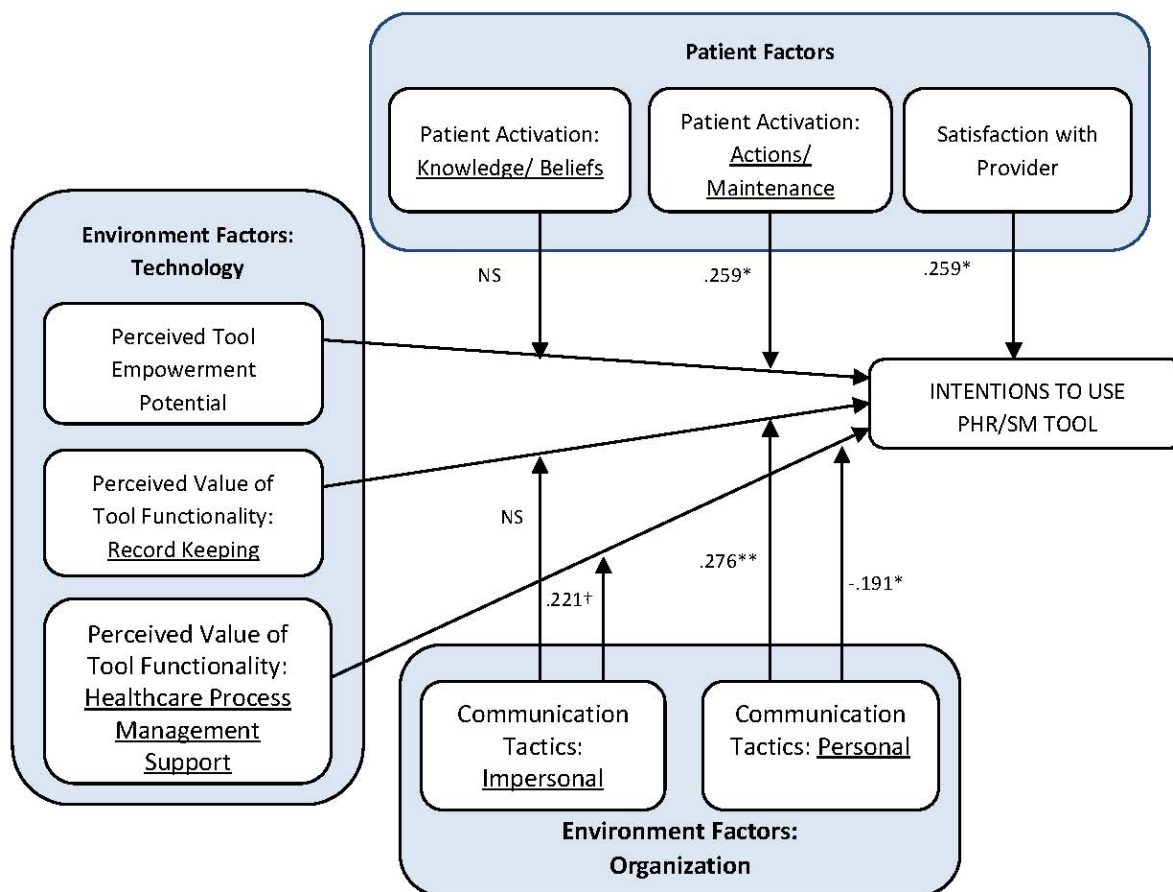 Patient Factors
Patient Activation:
Knowledge/ Beliefs
Patient Activation:
Actions/
Maintenance
Satisfaction with
Provider
Environment Factors:
Technology
NS
.259*
.259*
Perceived Tool
Empowerment
Potential
INTENTIONS TO USE
PHR/SM TOOL
Perceived Value of
Tool Functionality:
Record Keeping
NS
.276**
-.191*
.221†
Perceived Value of
Tool Functionality:
Healthcare Process
Management
Support
Communication
Tactics:
Impersonal
Communication
Tactics: Personal
Environment Factors:
Organization